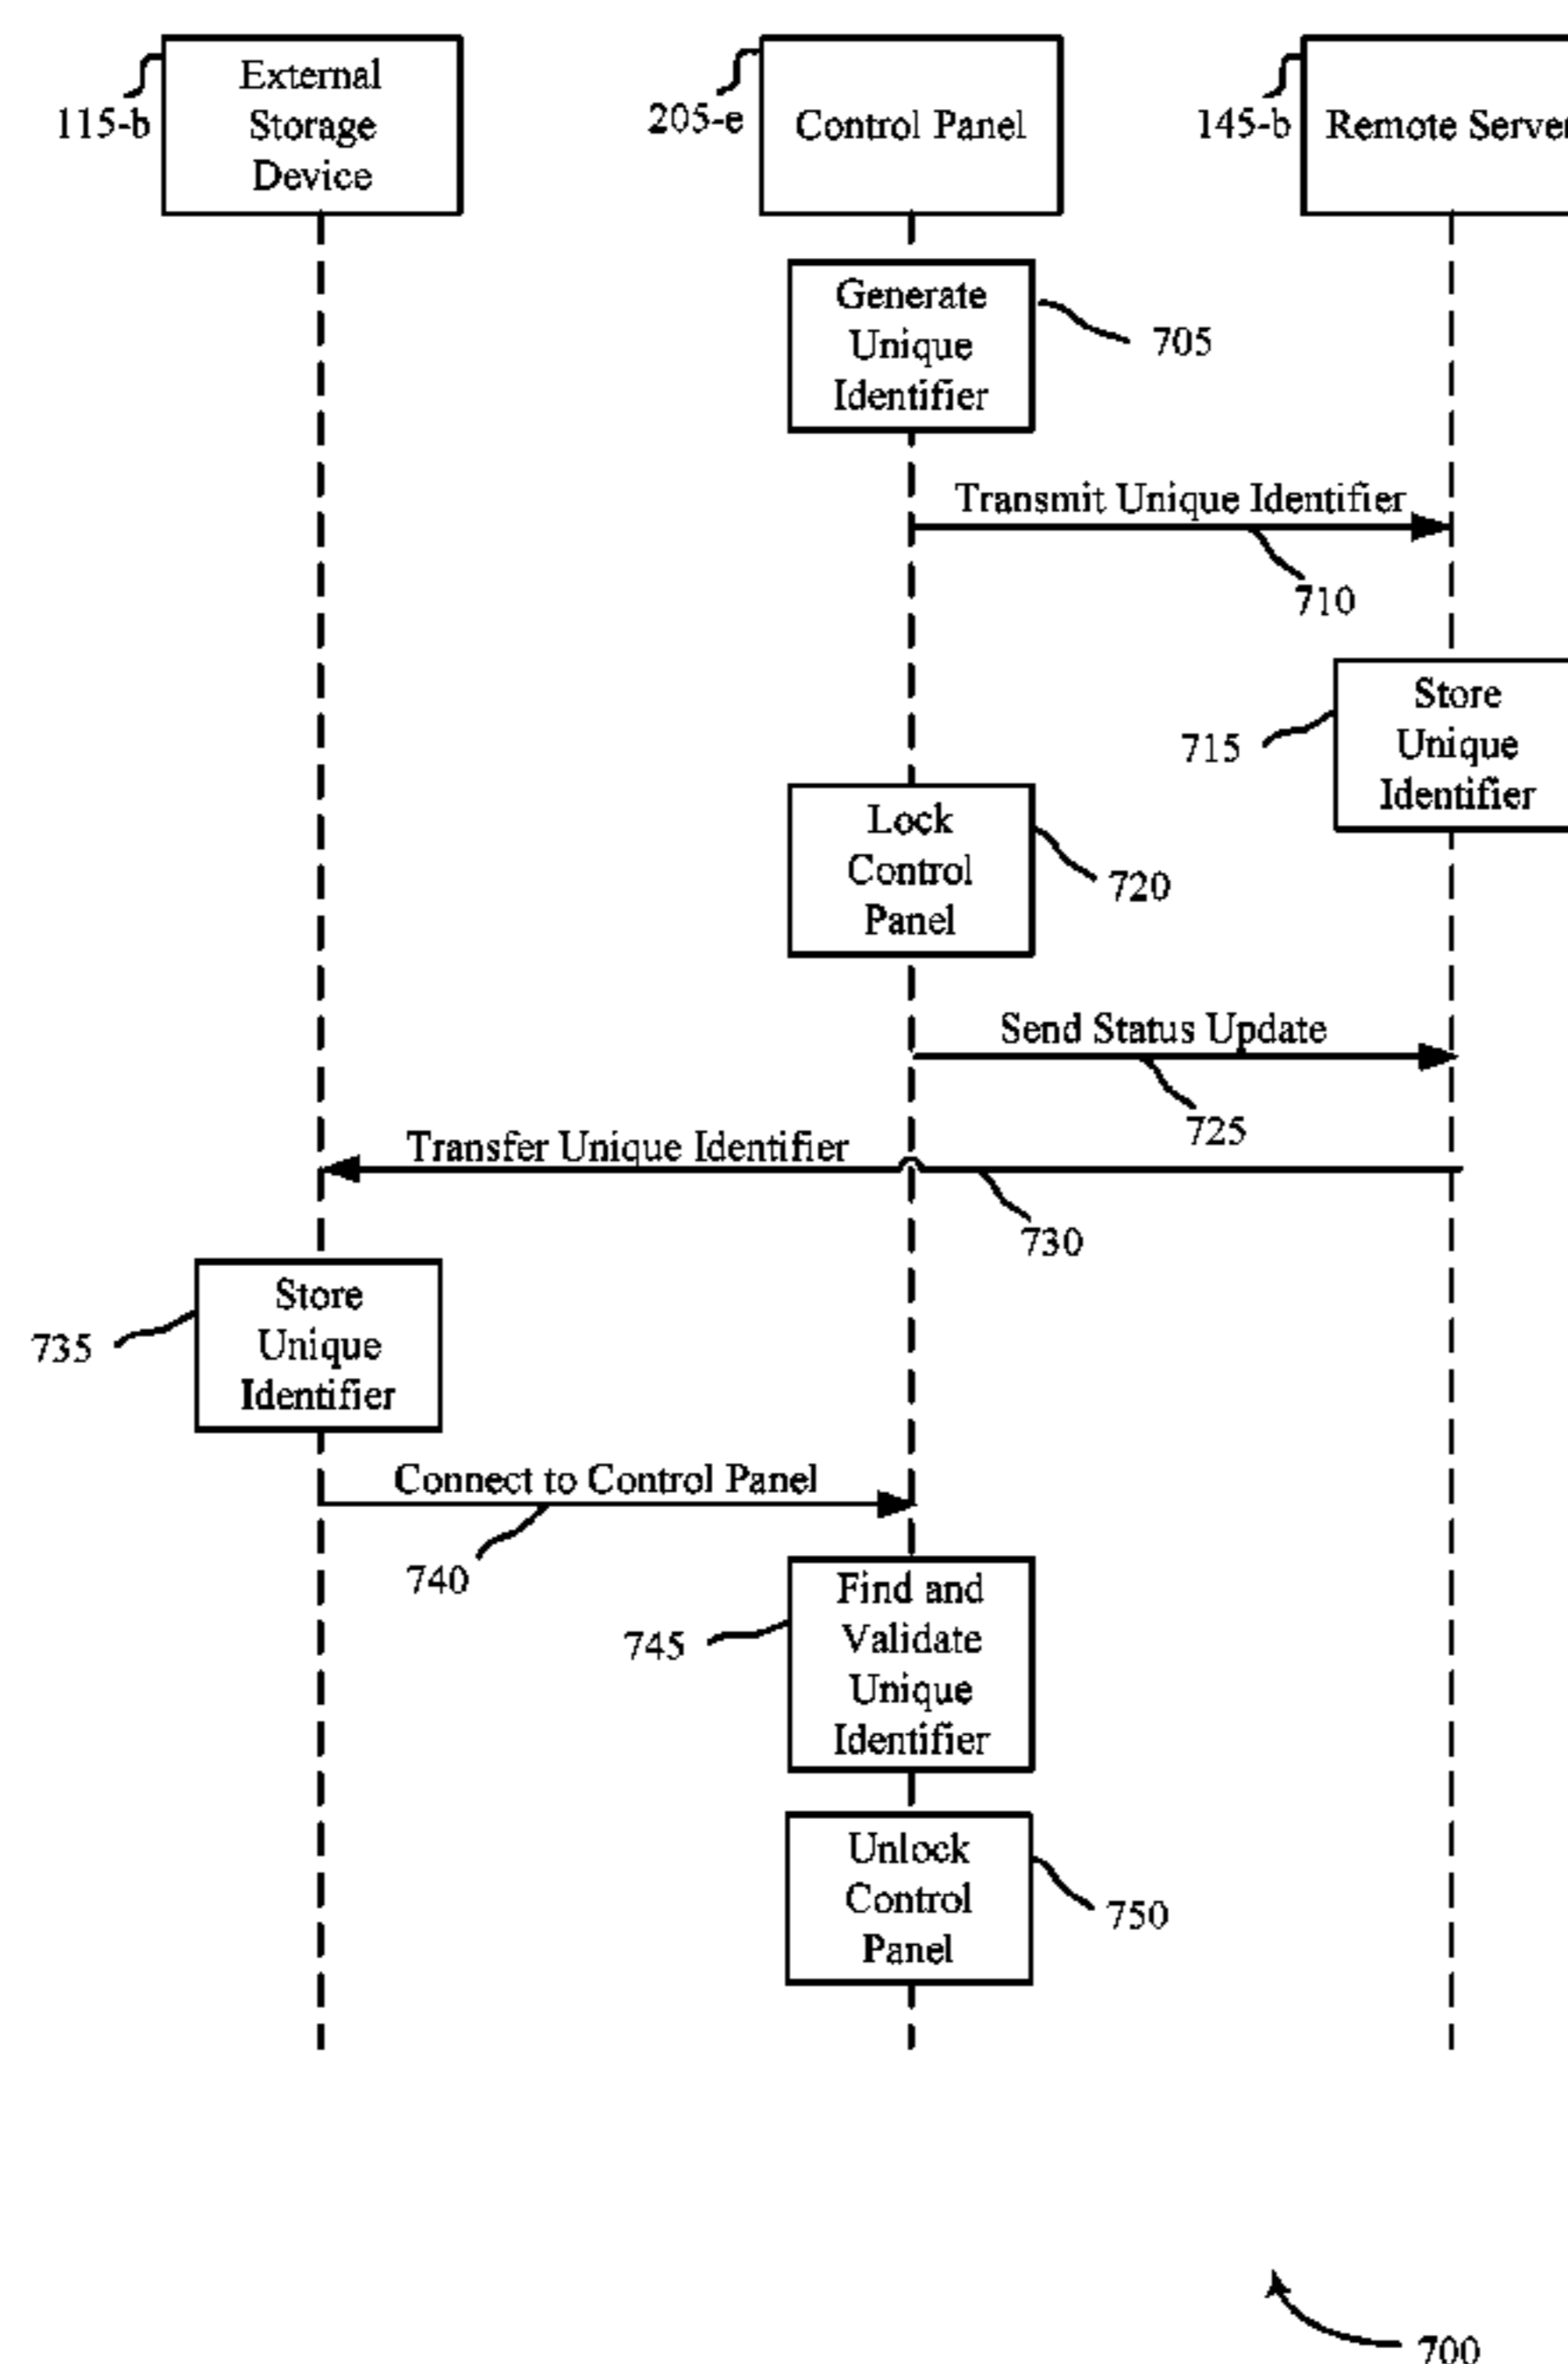 External
Storage
Device
115-b
Control Panel
205-e
Remote Server
145-b
Generate
Unique
Identifier
705
Transmit Unique Identifier
710
Store
Unique
Identifier
715
Lock
Control
Panel
720
Send Status Update
725
Transfer Unique Identifier
730
Store
Unique
Identifier
735
Connect to Control Panel
740
Find and
Validate
Unique
Identifier
745
Unlock
Control
Panel
750
700